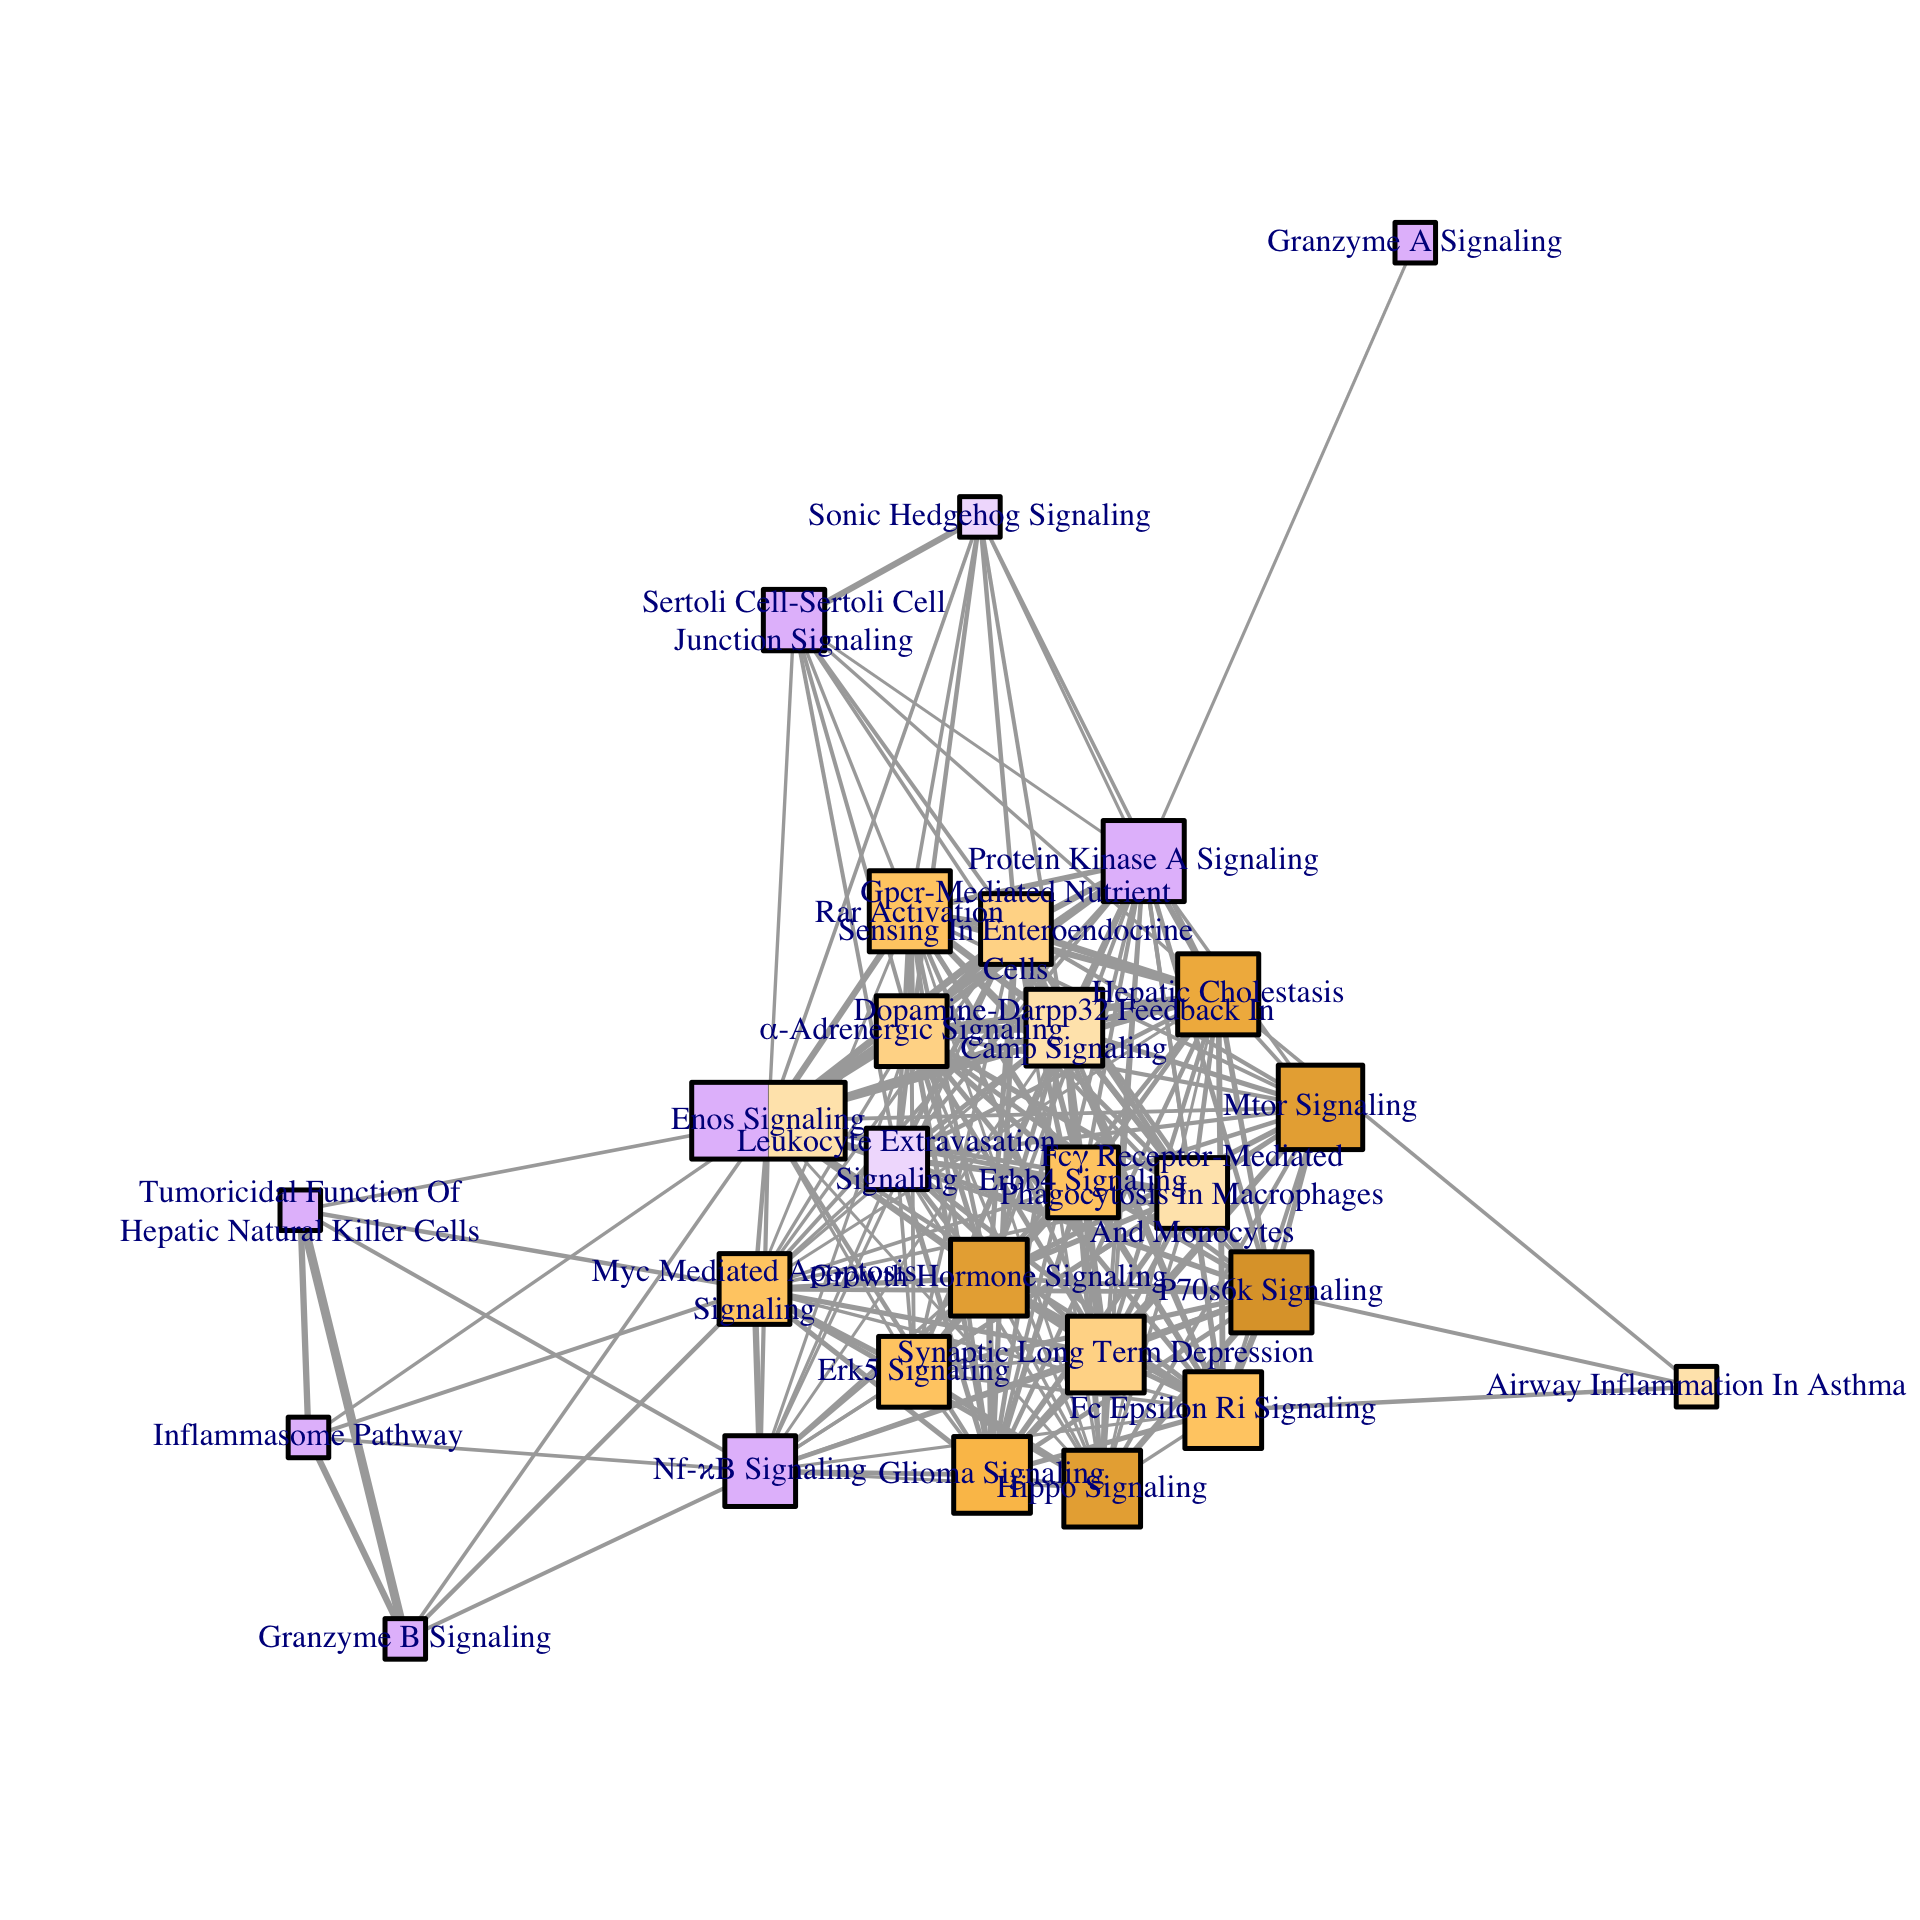 Granzyme A Signaling
Sonic Hedgehog Signaling
Sertoli Cell-Sertoli Cell
Junction Signaling
Protein Kinase A Signaling
Gpcr-Mediated Nutrient
Sensing In Enteroendocrine
Cells
Rar Activation
Hepatic Cholestasis
Dopamine-Darpp32 Feedback In
Camp Signaling
α-Adrenergic Signaling
Mtor Signaling
Enos Signaling
Leukocyte Extravasation
Signaling
Fcγ Receptor Mediated
Phagocytosis In Macrophages
And Monocytes
Erbb4 Signaling
Tumoricidal Function Of
Hepatic Natural Killer Cells
Myc Mediated Apoptosis
Signaling
Growth Hormone Signaling
P70s6k Signaling
Synaptic Long Term Depression
Erk5 Signaling
Airway Inflammation In Asthma
Fc Epsilon Ri Signaling
Inflammasome Pathway
Nf-ϰB Signaling
Glioma Signaling
Hippo Signaling
Granzyme B Signaling